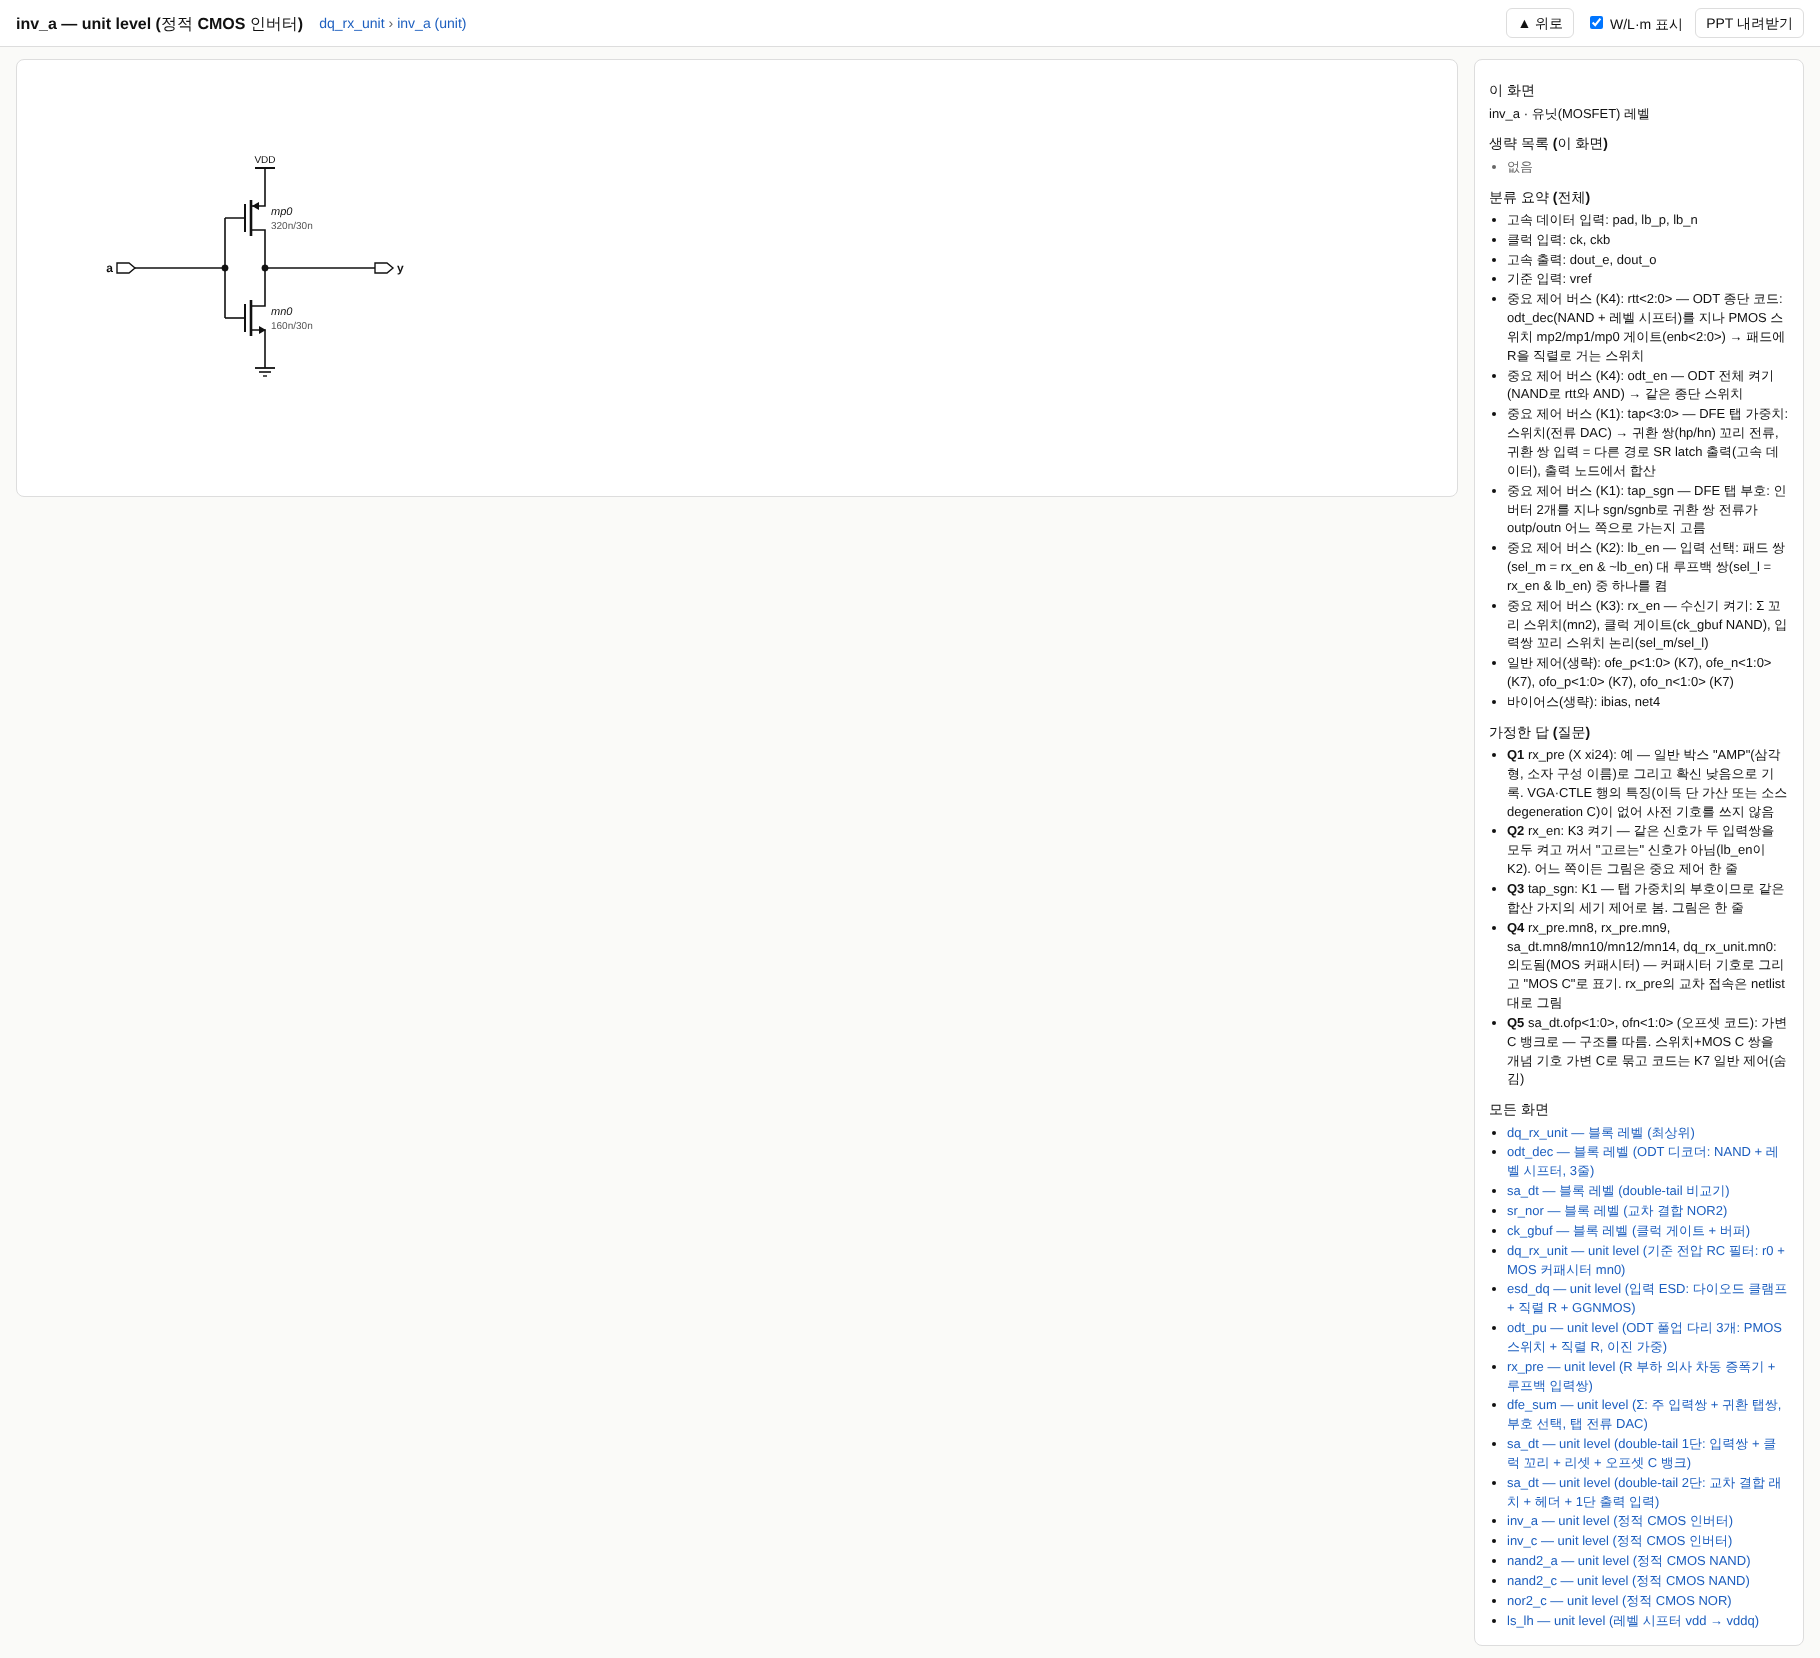 inv_a — unit level (정적 CMOS 인버터) dq_rx_unit › inv_a (unit) ▲ 위로 W/L·m 표시 PPT 내려받기
VDD
mp0
320n/30n
a
y
mn0
160n/30n
이 화면
inv_a · 유닛(MOSFET) 레벨
생략 목록 (이 화면)
없음
분류 요약 (전체)
고속 데이터 입력: pad, lb_p, lb_n
클럭 입력: ck, ckb
고속 출력: dout_e, dout_o
기준 입력: vref
중요 제어 버스 (K4): rtt<2:0> — ODT 종단 코드:
odt_dec(NAND + 레벨 시프터)를 지나 PMOS 스
위치 mp2/mp1/mp0 게이트(enb<2:0>) → 패드에
R을 직렬로 거는 스위치
중요 제어 버스 (K4): odt_en — ODT 전체 켜기
(NAND로 rtt와 AND) → 같은 종단 스위치
중요 제어 버스 (K1): tap<3:0> — DFE 탭 가중치:
스위치(전류 DAC) → 귀환 쌍(hp/hn) 꼬리 전류,
귀환 쌍 입력 = 다른 경로 SR latch 출력(고속 데
이터), 출력 노드에서 합산
중요 제어 버스 (K1): tap_sgn — DFE 탭 부호: 인
버터 2개를 지나 sgn/sgnb로 귀환 쌍 전류가
outp/outn 어느 쪽으로 가는지 고름
중요 제어 버스 (K2): lb_en — 입력 선택: 패드 쌍
(sel_m = rx_en & ~lb_en) 대 루프백 쌍(sel_l =
rx_en & lb_en) 중 하나를 켬
중요 제어 버스 (K3): rx_en — 수신기 켜기: Σ 꼬
리 스위치(mn2), 클럭 게이트(ck_gbuf NAND), 입
력쌍 꼬리 스위치 논리(sel_m/sel_l)
일반 제어(생략): ofe_p<1:0> (K7), ofe_n<1:0>
(K7), ofo_p<1:0> (K7), ofo_n<1:0> (K7)
바이어스(생략): ibias, net4
가정한 답 (질문)
Q1 rx_pre (X xi24): 예 — 일반 박스 "AMP"(삼각
형, 소자 구성 이름)로 그리고 확신 낮음으로 기
록. VGA·CTLE 행의 특징(이득 단 가산 또는 소스
degeneration C)이 없어 사전 기호를 쓰지 않음
Q2 rx_en: K3 켜기 — 같은 신호가 두 입력쌍을
모두 켜고 꺼서 "고르는" 신호가 아님(lb_en이
K2). 어느 쪽이든 그림은 중요 제어 한 줄
Q3 tap_sgn: K1 — 탭 가중치의 부호이므로 같은
합산 가지의 세기 제어로 봄. 그림은 한 줄
Q4 rx_pre.mn8, rx_pre.mn9,
sa_dt.mn8/mn10/mn12/mn14, dq_rx_unit.mn0:
의도됨(MOS 커패시터) — 커패시터 기호로 그리
고 "MOS C"로 표기. rx_pre의 교차 접속은 netlist
대로 그림
Q5 sa_dt.ofp<1:0>, ofn<1:0> (오프셋 코드): 가변
C 뱅크로 — 구조를 따름. 스위치+MOS C 쌍을
개념 기호 가변 C로 묶고 코드는 K7 일반 제어(숨
김)
모든 화면
dq_rx_unit — 블록 레벨 (최상위)
odt_dec — 블록 레벨 (ODT 디코더: NAND + 레
벨 시프터, 3줄)
sa_dt — 블록 레벨 (double-tail 비교기)
sr_nor — 블록 레벨 (교차 결합 NOR2)
ck_gbuf — 블록 레벨 (클럭 게이트 + 버퍼)
dq_rx_unit — unit level (기준 전압 RC 필터: r0 +
MOS 커패시터 mn0)
esd_dq — unit level (입력 ESD: 다이오드 클램프
+ 직렬 R + GGNMOS)
odt_pu — unit level (ODT 풀업 다리 3개: PMOS
스위치 + 직렬 R, 이진 가중)
rx_pre — unit level (R 부하 의사 차동 증폭기 +
루프백 입력쌍)
dfe_sum — unit level (Σ: 주 입력쌍 + 귀환 탭쌍,
부호 선택, 탭 전류 DAC)
sa_dt — unit level (double-tail 1단: 입력쌍 + 클
럭 꼬리 + 리셋 + 오프셋 C 뱅크)
sa_dt — unit level (double-tail 2단: 교차 결합 래
치 + 헤더 + 1단 출력 입력)
inv_a — unit level (정적 CMOS 인버터)
inv_c — unit level (정적 CMOS 인버터)
nand2_a — unit level (정적 CMOS NAND)
nand2_c — unit level (정적 CMOS NAND)
nor2_c — unit level (정적 CMOS NOR)
ls_lh — unit level (레벨 시프터 vdd → vddq)